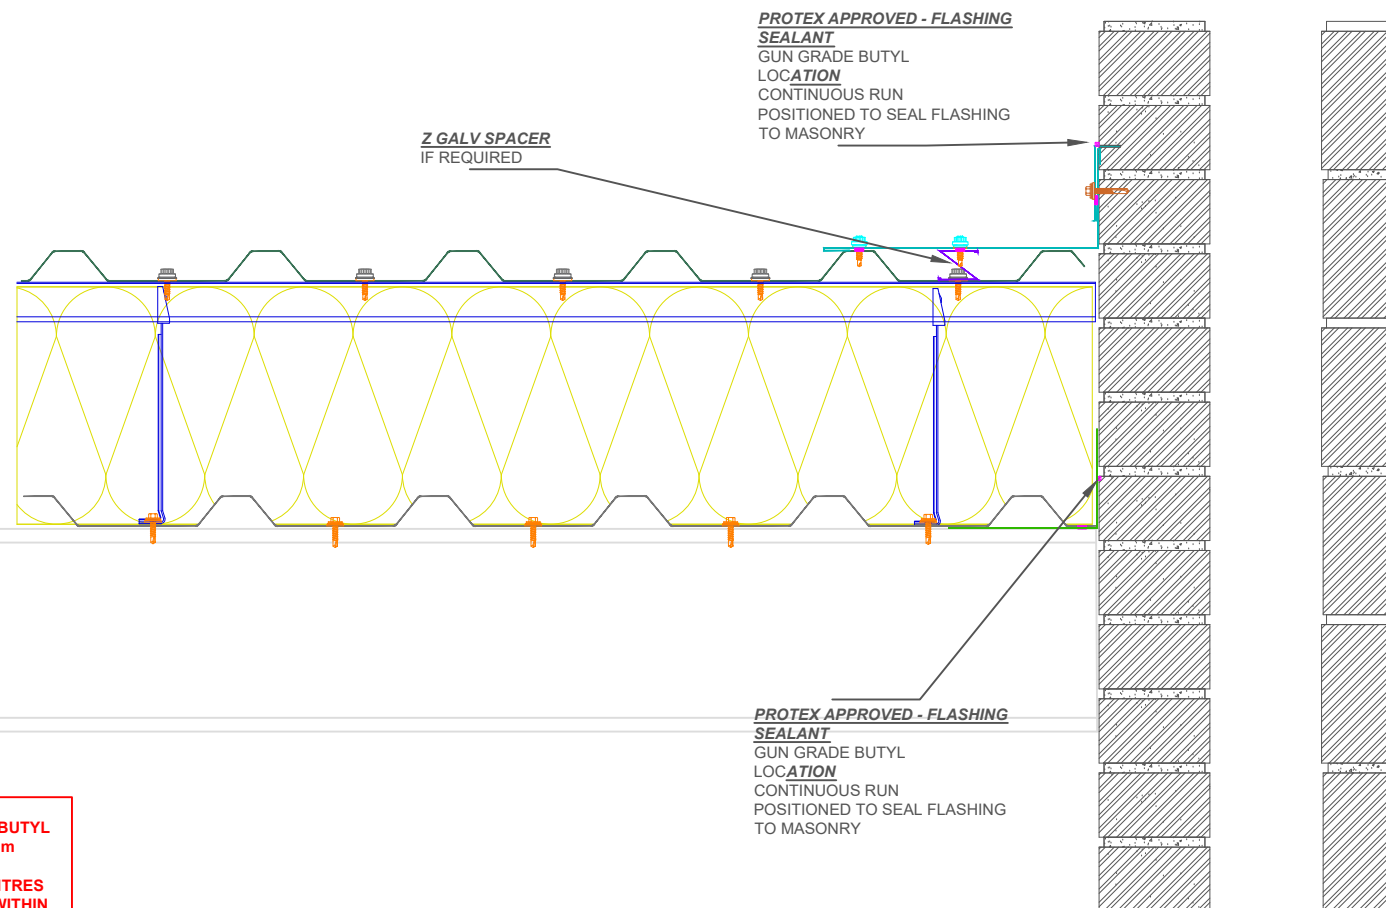 PROTEX APPROVED - FLASHING
SEALANT
GUN GRADE BUTYL
LOCATION
CONTINUOUS RUN
POSITIONED TO SEAL FLASHING
TO MASONRY
Z GALV SPACER
IF REQUIRED
PROTEX APPROVED - FLASHING
SEALANT
GUN GRADE BUTYL
LOCATION
CONTINUOUS RUN
POSITIONED TO SEAL FLASHING
TO MASONRY
BUTYL
m
TRES
WITHIN